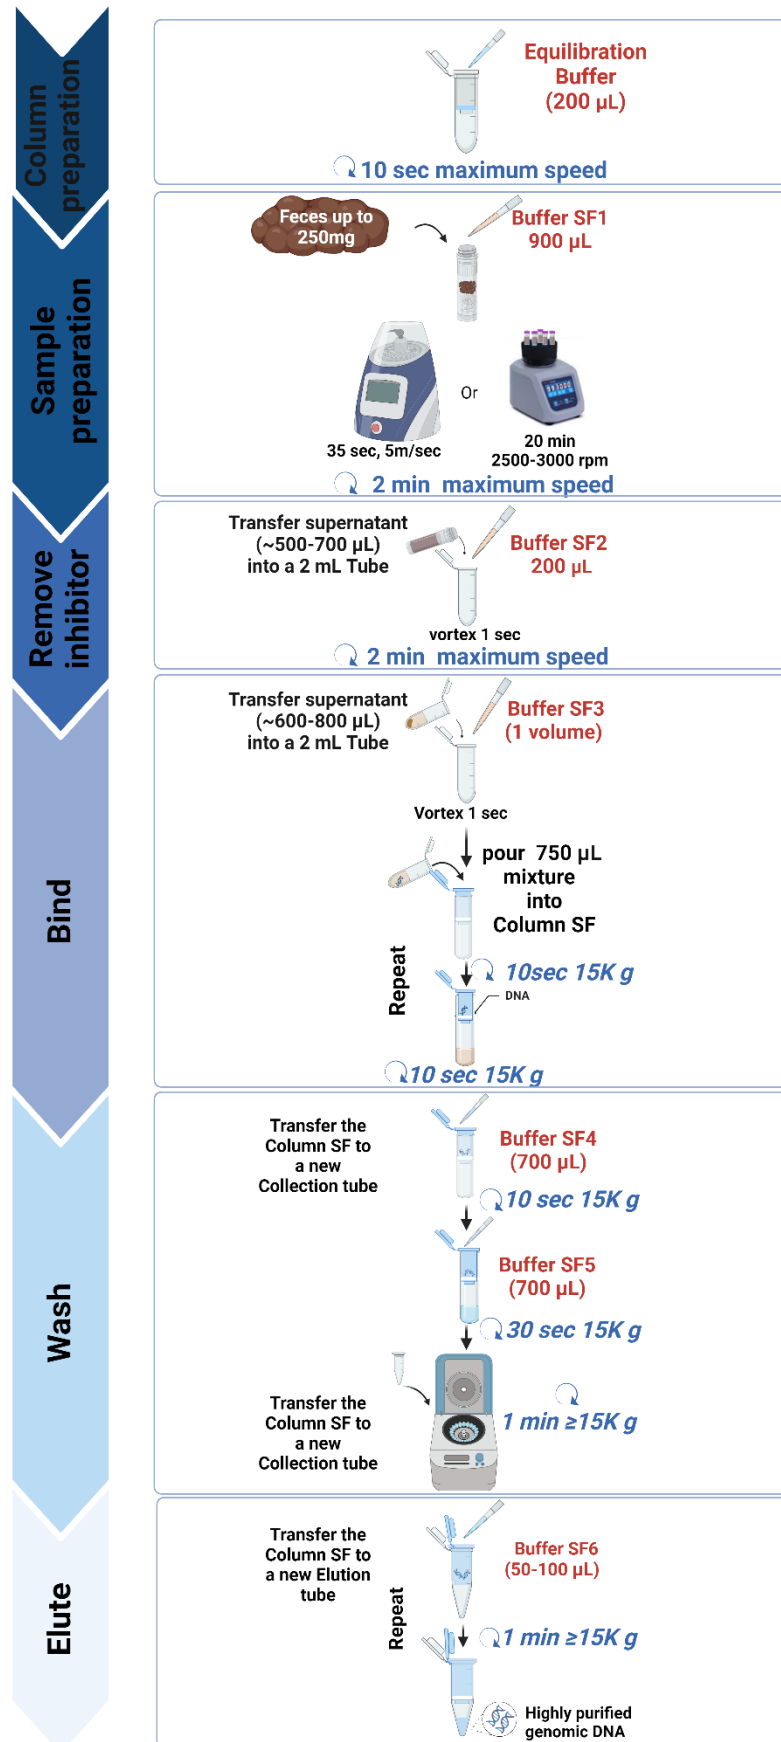 Column
preparation
Equilibration
Buffer
(200 µL)
10 sec maximum speed
Sample
preparation
Feces up to
250mg
Buffer SF1
900 µL
Or
35 sec, 5m/sec
20 min
2500-3000 rpm
2 min maximum speed
Remove
inhibitor
Transfer supernatant
(~500-700 µL)
into a 2 mL Tube
Buffer SF2
200 µL
vortex 1 sec
2 min maximum speed
Bind
Transfer supernatant
(~600-800 µL)
into a 2 mL Tube
Buffer SF3
(1 volume)
Vortex 1 sec
pour 750 µL
mixture
into
Column SF
Repeat
10sec 15K g
DNA
10 sec 15K g
Wash
Transfer the
Column SF to
a new
Collection tube
Buffer SF4
(700 µL)
10 sec 15K g
Buffer SF5
(700 µL)
30 sec 15K g
Transfer the
Column SF to
a new
Collection tube
1 min ≥15K g
Elute
Transfer the
Column SF to
a new Elution
tube
Buffer SF6
(50-100 µL)
Repeat
1 min ≥15K g
Highly purified
genomic DNA